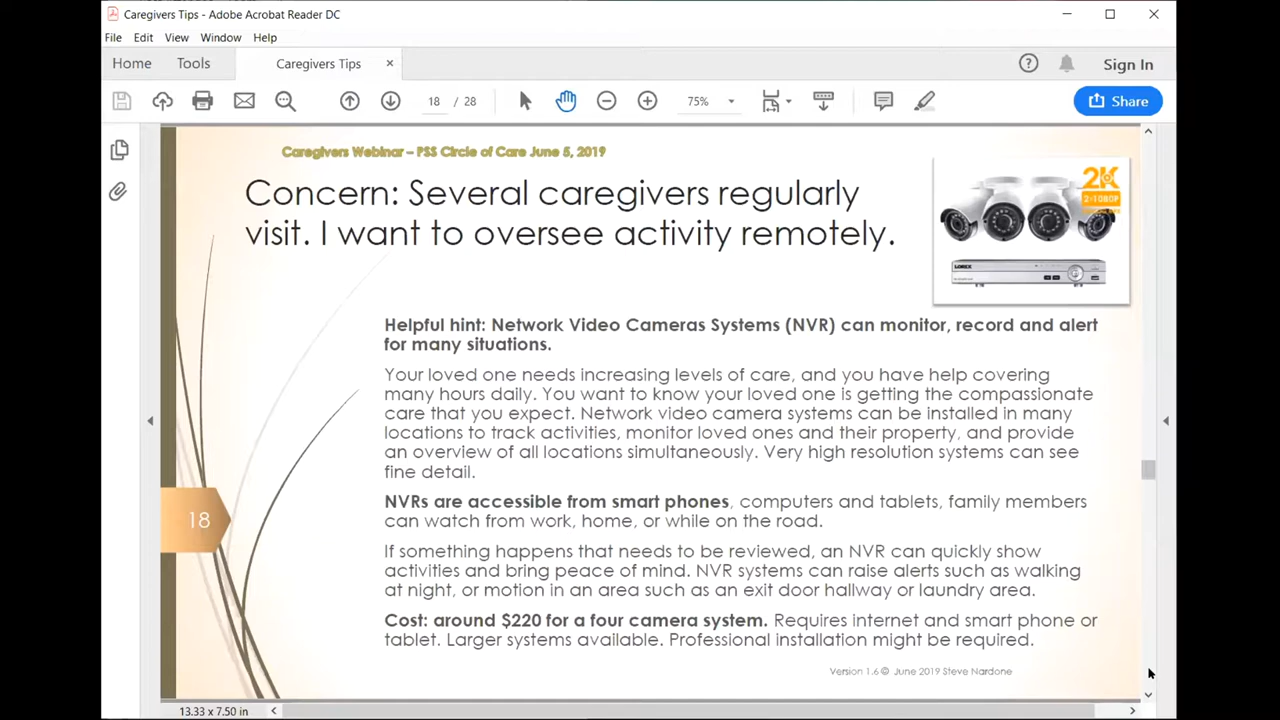 Caregivers Tips - Adobe Acrobat Reader DC
File Edit View Window Help
Home Tools Caregivers Tips × Sign In
18 / 28 75% Share
Caregivers Webinar – PSS Circle of Care June 5, 2019
Concern: Several caregivers regularly
visit. I want to oversee activity remotely.
2K
2×1080P
LOREX
Helpful hint: Network Video Cameras Systems (NVR) can monitor, record and alert
for many situations.
Your loved one needs increasing levels of care, and you have help covering
many hours daily. You want to know your loved one is getting the compassionate
care that you expect. Network video camera systems can be installed in many
locations to track activities, monitor loved ones and their property, and provide
an overview of all locations simultaneously. Very high resolution systems can see
fine detail.
NVRs are accessible from smart phones, computers and tablets, family members
can watch from work, home, or while on the road.
18
If something happens that needs to be reviewed, an NVR can quickly show
activities and bring peace of mind. NVR systems can raise alerts such as walking
at night, or motion in an area such as an exit door hallway or laundry area.
Cost: around $220 for a four camera system. Requires internet and smart phone or
tablet. Larger systems available. Professional installation might be required.
Version 1.6 © June 2019 Steve Nardone
13.33 x 7.50 in